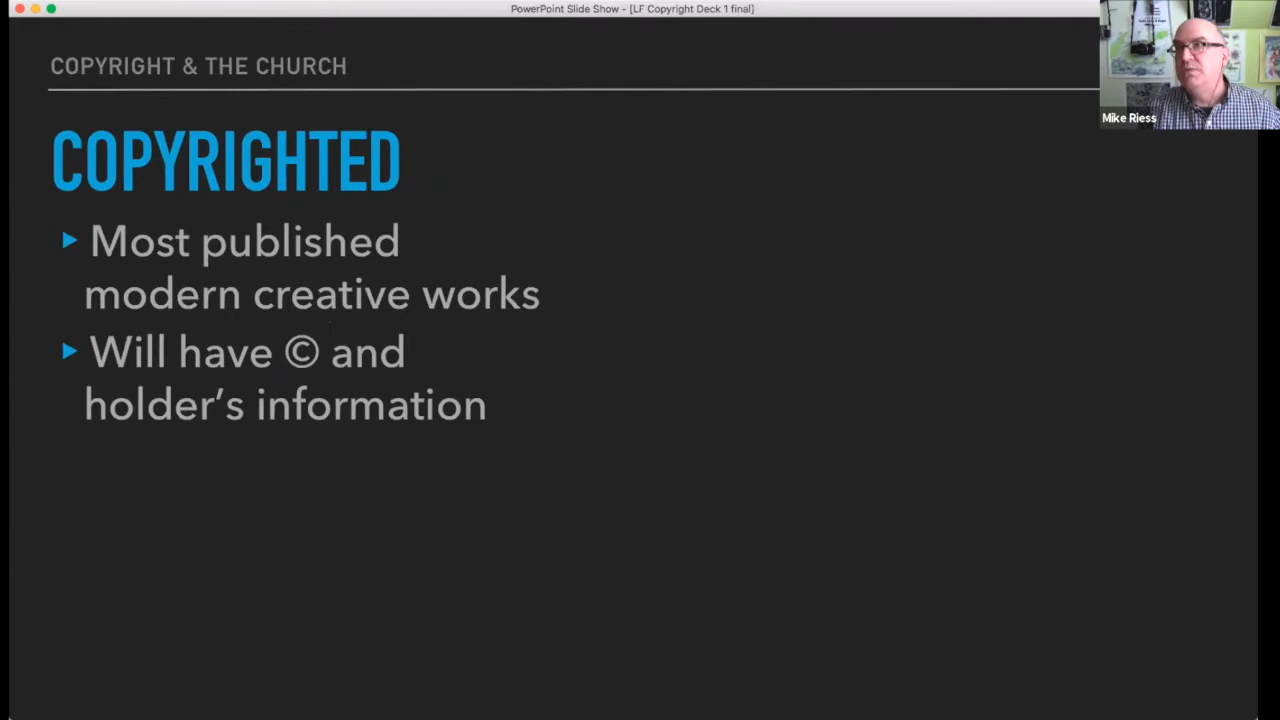 PowerPoint Slide Show - [LF Copyright Deck 1 final]
COPYRIGHT & THE CHURCH
Mike Riess
COPYRIGHTED
▸ Most published
modern creative works
▸ Will have © and
holder’s information